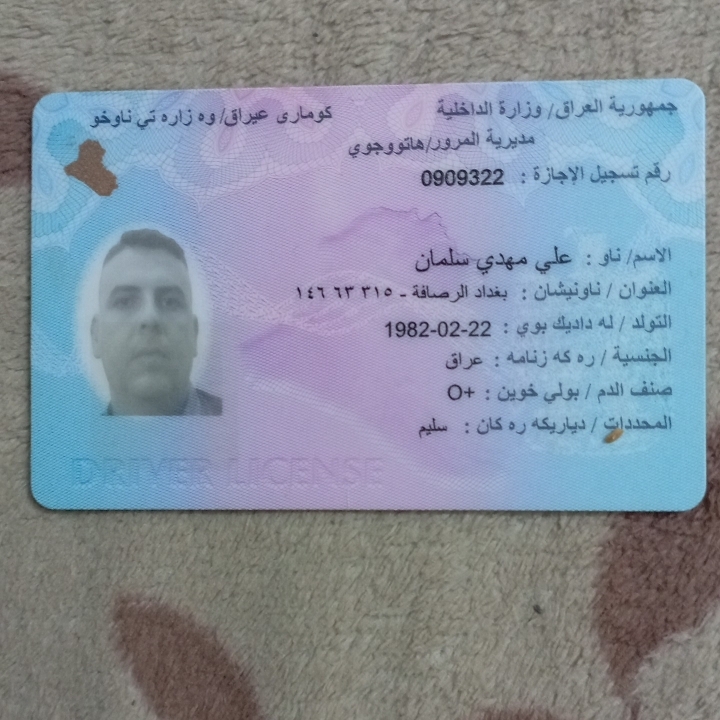 جمهورية العراق/ وزارة الداخلية كوماری عيراق/ وه زاره تي ناوخو
مديرية المرور/هاتووجوي
رقم تسجيل الإجازة : 0909322
الاسم/ ناو : علي مهدي سلمان
العنوان / ناونيشان : بغداد الرصافة - ٣١٥ ٦٣ ١٤٦
التولد / له داديك بوي : 1982-02-22
الجنسية / ره كه زنامه : عراق
صنف الدم / بولي خوين : O+
المحددات / دياريكه ره كان : سليم
DRIVER LICENSE